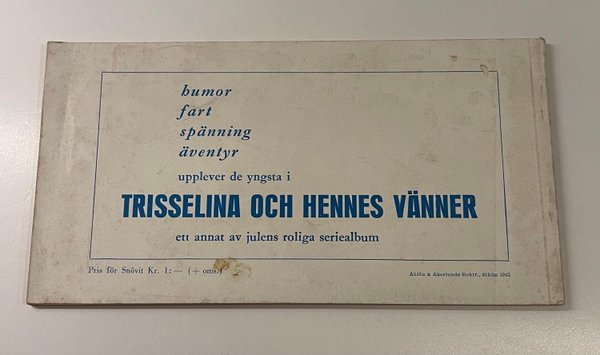 humor
fart
spänning
äventyr
upplever de yngsta i
TRISSELINA OCH HENNES VÄNNER
ett annat av julens roliga seriealbum
Pris för Snövit Kr. 1:— (+ oms.)
Åhlén & Åkerlunds Boktr., Sthlm 1945